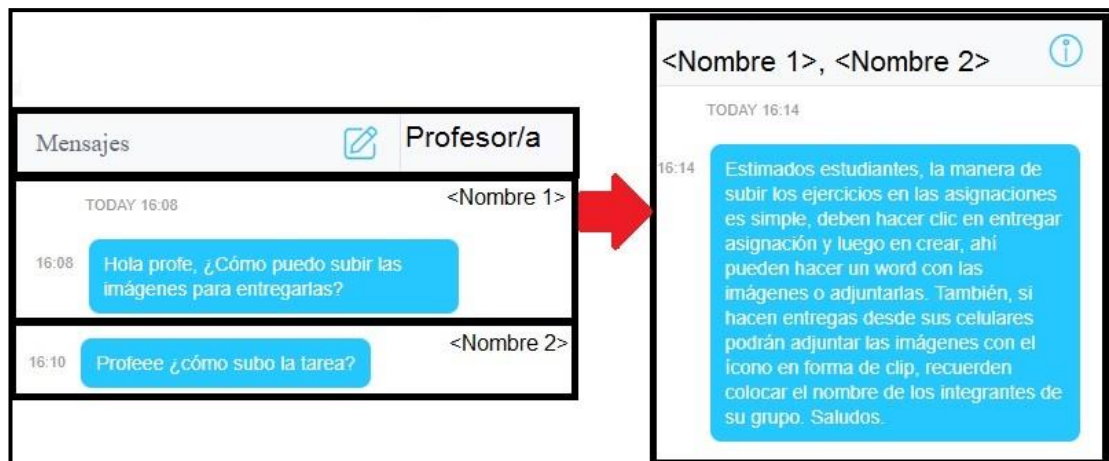 Mensajes
Profesor/a
TODAY 16:08
<Nombre 1>
16:08
Hola profe, ¿Cómo puedo subir las
imágenes para entregarlas?
<Nombre 2>
16:10
Profeee ¿cómo subo la tarea?
<Nombre 1>, <Nombre 2>
TODAY 16:14
16:14
Estimados estudiantes, la manera de
subir los ejercicios en las asignaciones
es simple, deben hacer clic en entregar
asignación y luego en crear, ahí
pueden hacer un word con las
imágenes o adjuntarlas. También, si
hacen entregas desde sus celulares
podrán adjuntar las imágenes con el
ícono en forma de clip, recuerden
colocar el nombre de los integrantes de
su grupo. Saludos.